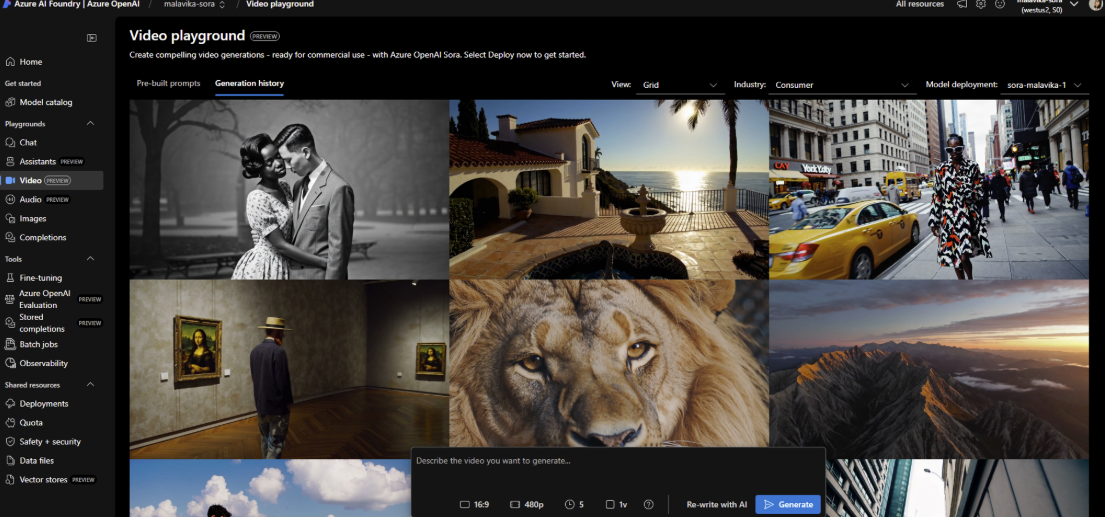 Azure AI Foundry | Azure OpenAI / malavika-sora / Video playground
All resources
malavika-sora
(westus2, S0)
Home
Get started
Model catalog
Playgrounds
Chat
Assistants PREVIEW
Video PREVIEW
Audio PREVIEW
Images
Completions
Tools
Fine-tuning
Azure OpenAI
Evaluation PREVIEW
Stored
completions PREVIEW
Batch jobs
Observability
Shared resources
Deployments
Quota
Safety + security
Data files
Vector stores PREVIEW
Video playground PREVIEW
Create compelling video generations - ready for commercial use - with Azure OpenAI Sora. Select Deploy now to get started.
Pre-built prompts Generation history
View: Grid Industry: Consumer Model deployment: sora-malavika-1
Describe the video you want to generate...
16:9 480p 5 1v Re-write with AI Generate